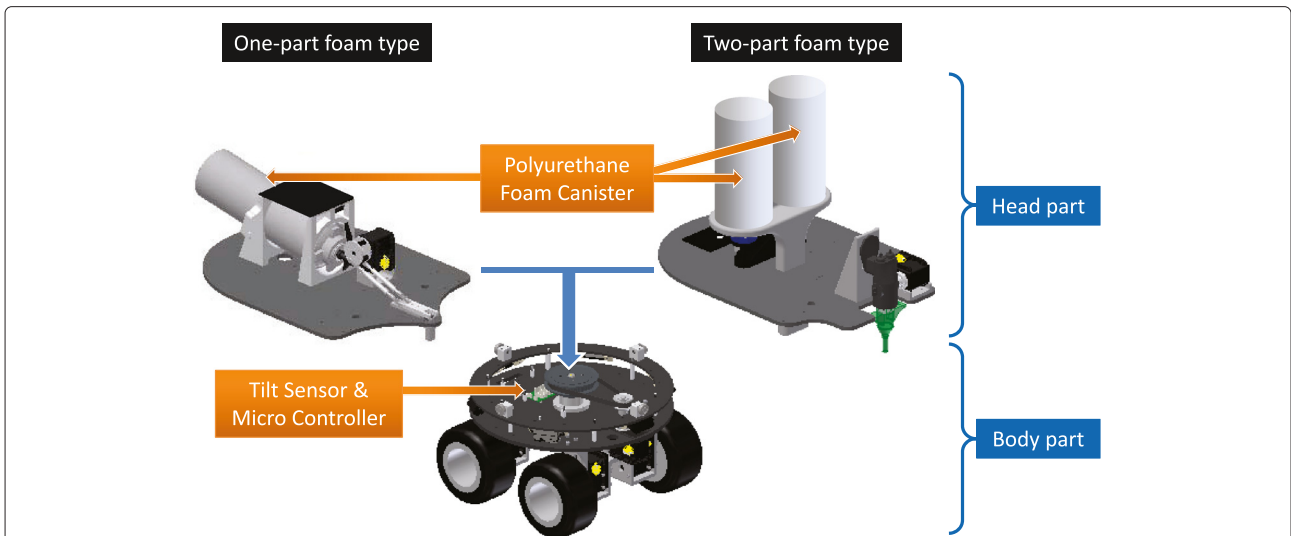 One-part foam type
Two-part foam type
Polyurethane
Foam Canister
Head part
Tilt Sensor &
Micro Controller
Body part